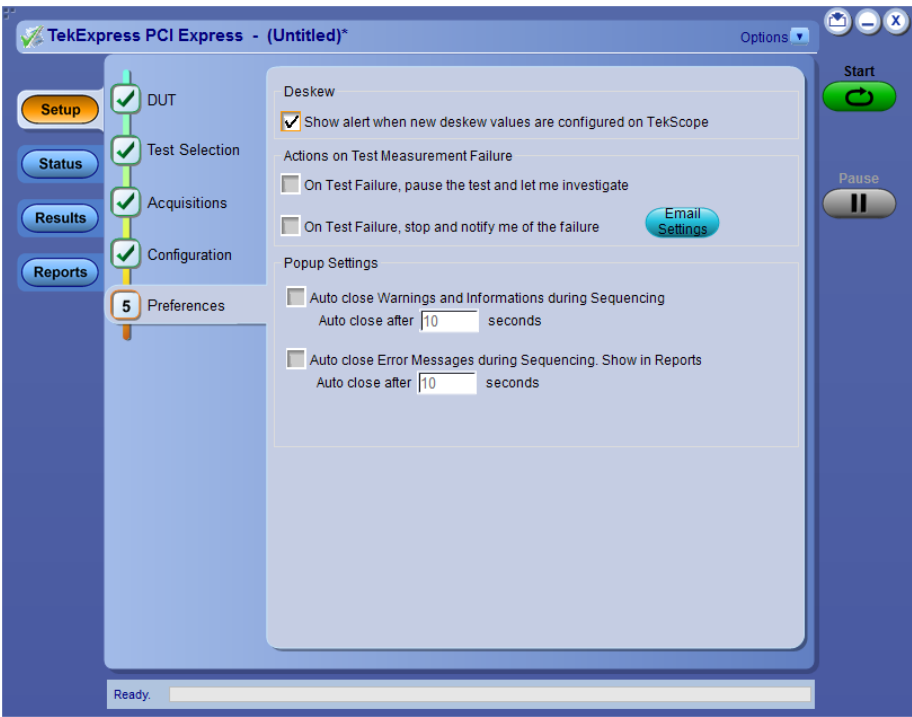 TekExpress PCI Express - (Untitled)*
Options
X
Start
Setup
Status
Results
Reports
DUT
Test Selection
Acquisitions
Configuration
5 Preferences
Deskew
Show alert when new deskew values are configured on TekScope
Actions on Test Measurement Failure
On Test Failure, pause the test and let me investigate
On Test Failure, stop and notify me of the failure
Email
Settings
Popup Settings
Auto close Warnings and Informations during Sequencing
Auto close after 10 seconds
Auto close Error Messages during Sequencing. Show in Reports
Auto close after 10 seconds
Pause
Ready.